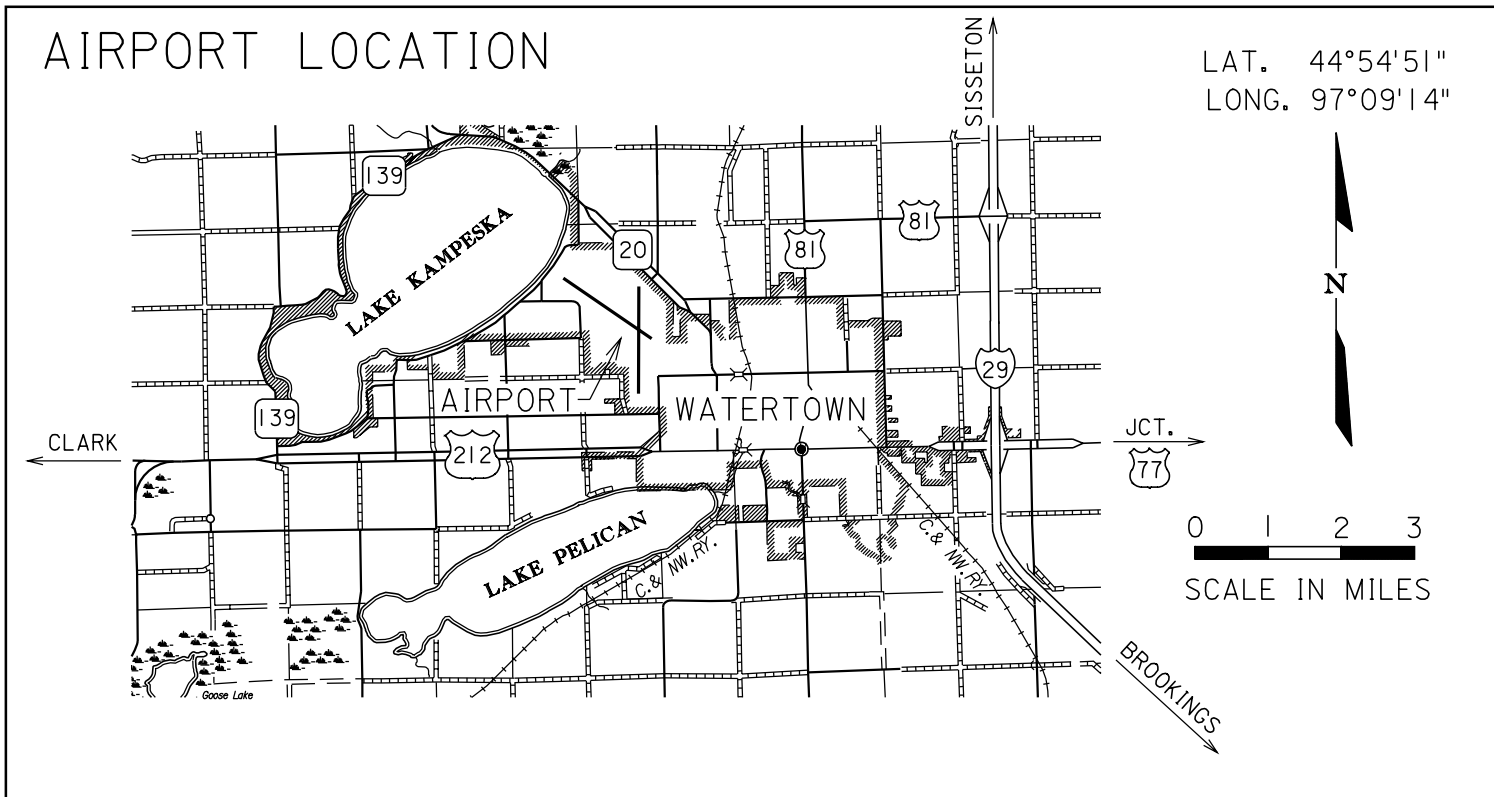 AIRPORT LOCATION
SISSETON
LAT. 44°54'51"
LONG. 97°09'14"
139
LAKE KAMPESKA
20
81
81
N
29
AIRPORT
WATERTOWN
139
CLARK
212
JCT.
77
LAKE PELICAN
C.& NW.RY.
C.& NW.RY.
0 1 2 3
SCALE IN MILES
BROOKINGS
Goose Lake